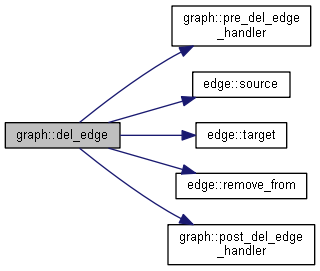 graph::pre_del_edge
_handler
edge::source
graph::del_edge
edge::target
edge::remove_from
graph::post_del_edge
_handler